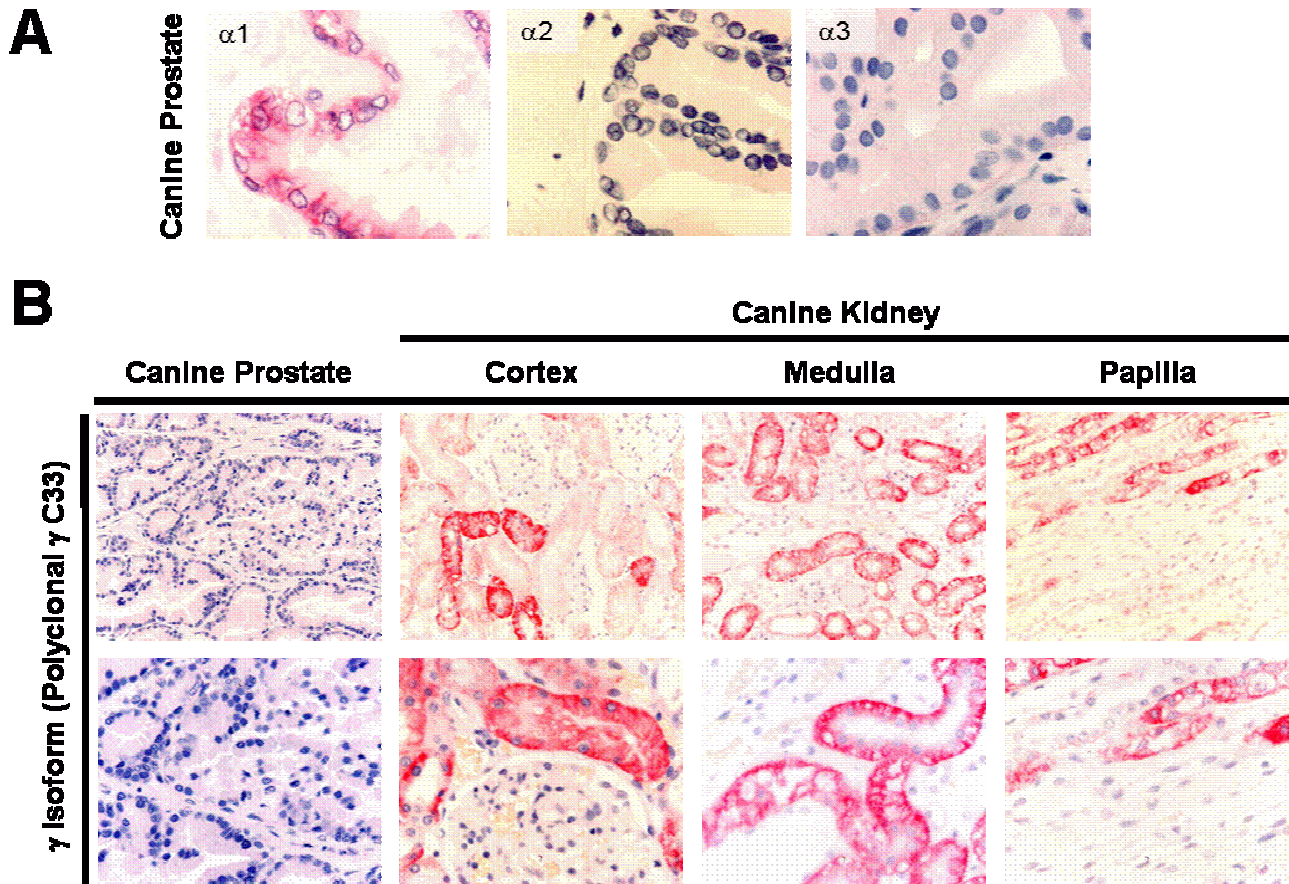 A
Canine Prostate
α1
α2
α3
B
Canine Kidney
Canine Prostate
Cortex
Medulla
Papilla
γ Isoform (Polyclonal γ C33)